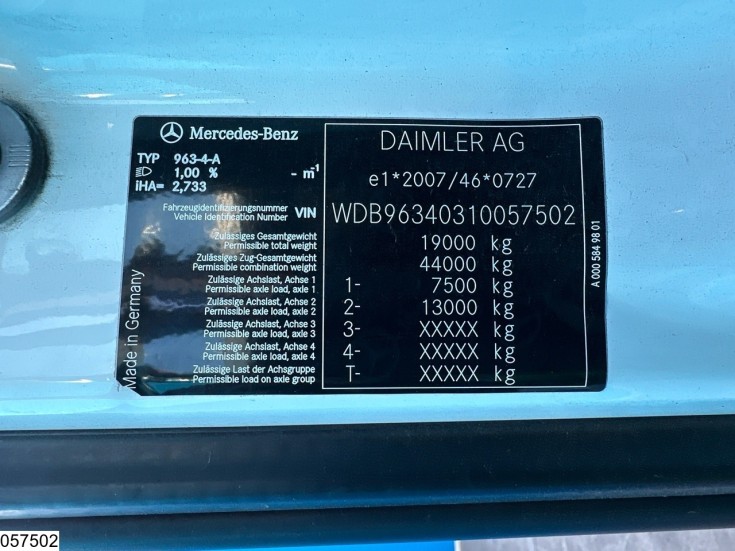 Mercedes-Benz
TYP 963-4-A
1,00 % - m⁻¹
iHA= 2,733
DAIMLER AG
e1*2007/46*0727
Fahrzeugidentifizierungsnummer
Vehicle Identification Number VIN WDB96340310057502
Zulässiges Gesamtgewicht
Permissible total weight 19000 kg
Zulässiges Zug-Gesamtgewicht
Permissible combination weight 44000 kg
Zulässige Achslast, Achse 1
Permissible axle load, axle 1 1- 7500 kg
Zulässige Achslast, Achse 2
Permissible axle load, axle 2 2- 13000 kg
Zulässige Achslast, Achse 3
Permissible axle load, axle 3 3- XXXXX kg
Zulässige Achslast, Achse 4
Permissible axle load, axle 4 4- XXXXX kg
Zulässige Last der Achsgruppe
Permissible load on axle group T- XXXXX kg
Made in Germany
A 000 584 98 01
057502